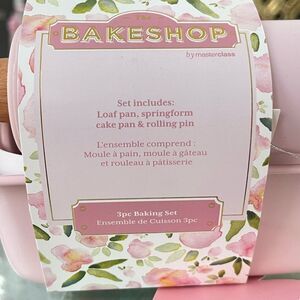 THE
BAKESHOP
by masterclass
Set includes:
Loaf pan, springform
cake pan & rolling pin
L'ensemble comprend :
Moule à pain, moule à gâteau
et rouleau à pâtisserie
3pc Baking Set
Ensemble de Cuisson 3pc